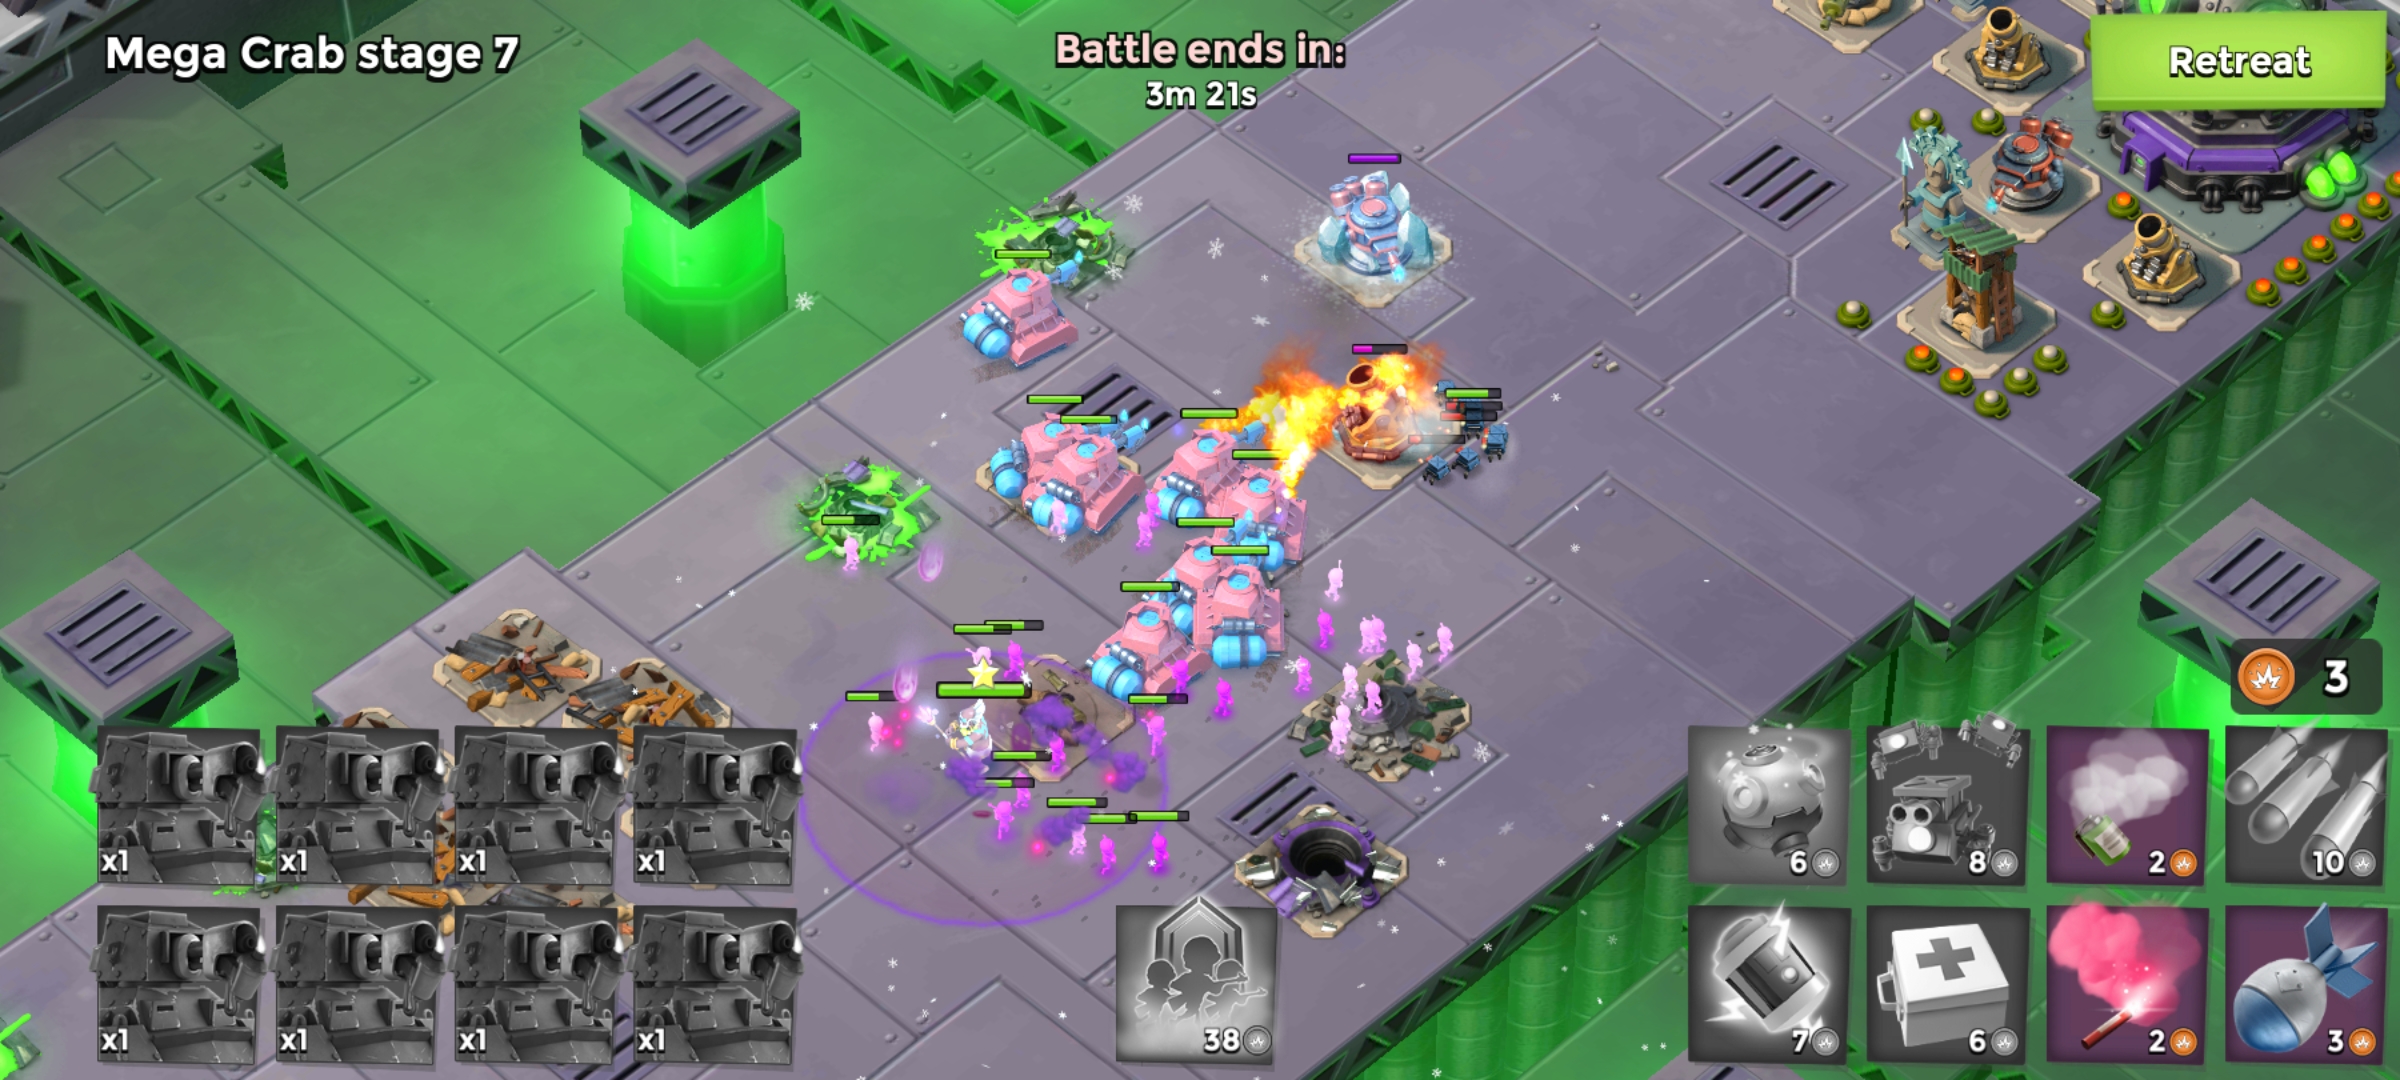 Mega Crab stage 7
Battle ends in:
3m 21s
Retreat
3
x1
x1
x1
x1
6
8
2
10
x1
x1
x1
x1
38
7
6
2
3